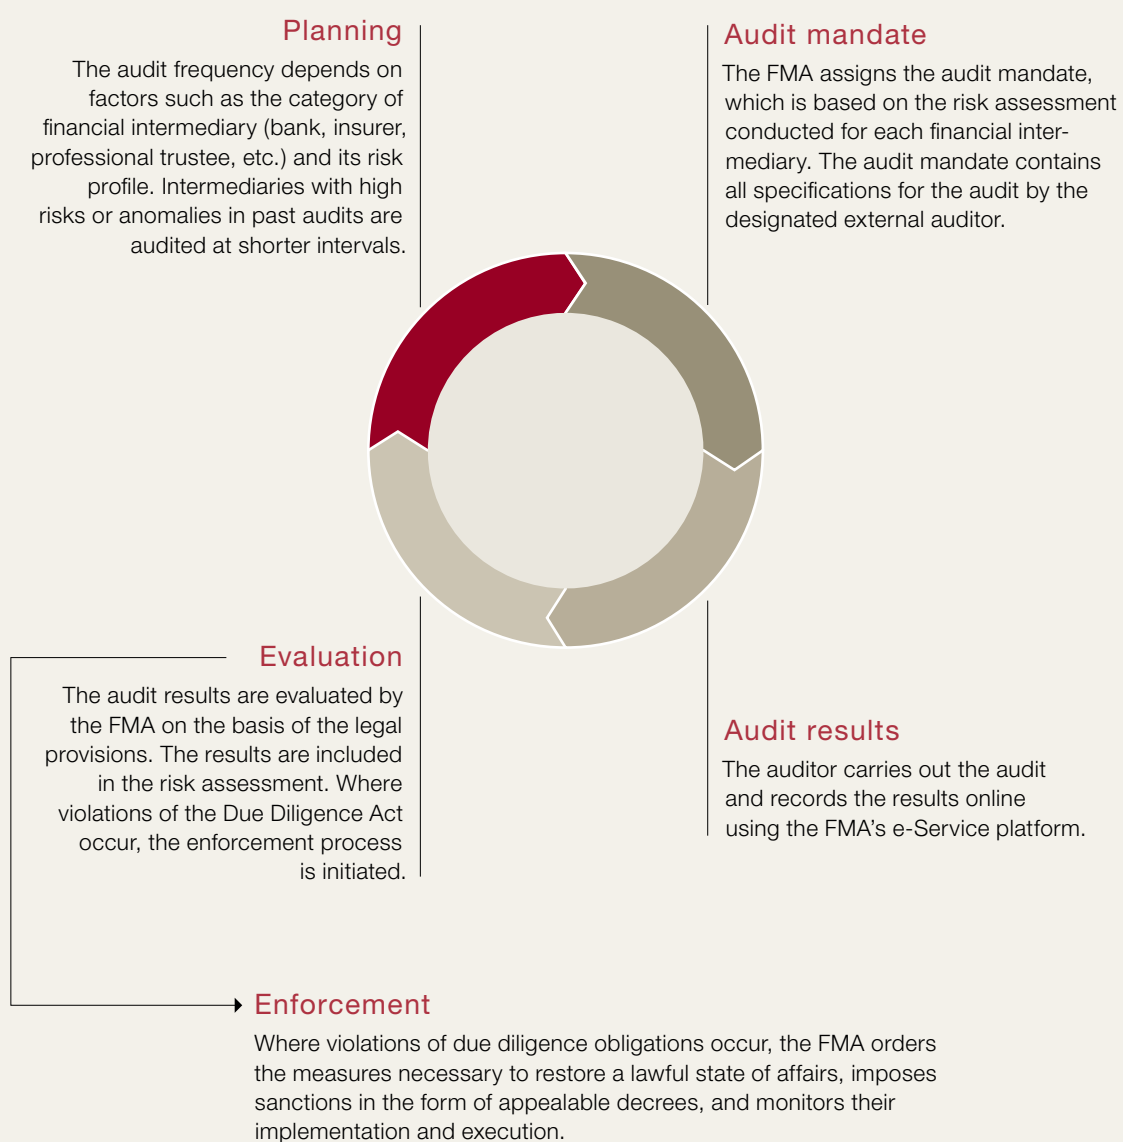 Planning
The audit frequency depends on
factors such as the category of
financial intermediary (bank, insurer,
professional trustee, etc.) and its risk
profile. Intermediaries with high
risks or anomalies in past audits are
audited at shorter intervals.
Audit mandate
The FMA assigns the audit mandate,
which is based on the risk assessment
conducted for each financial inter-
mediary. The audit mandate contains
all specifications for the audit by the
designated external auditor.
Audit results
The auditor carries out the audit
and records the results online
using the FMA’s e-Service platform.
Evaluation
The audit results are evaluated by
the FMA on the basis of the legal
provisions. The results are included
in the risk assessment. Where
violations of the Due Diligence Act
occur, the enforcement process
is initiated.
Enforcement
Where violations of due diligence obligations occur, the FMA orders
the measures necessary to restore a lawful state of affairs, imposes
sanctions in the form of appealable decrees, and monitors their
implementation and execution.